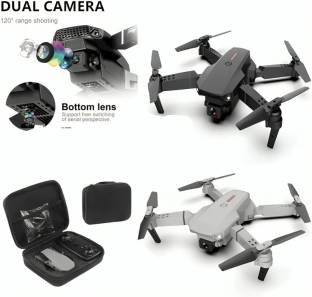 DUAL CAMERA
120° range shooting
Bottom lens
Support free switching
of aerial perspective.